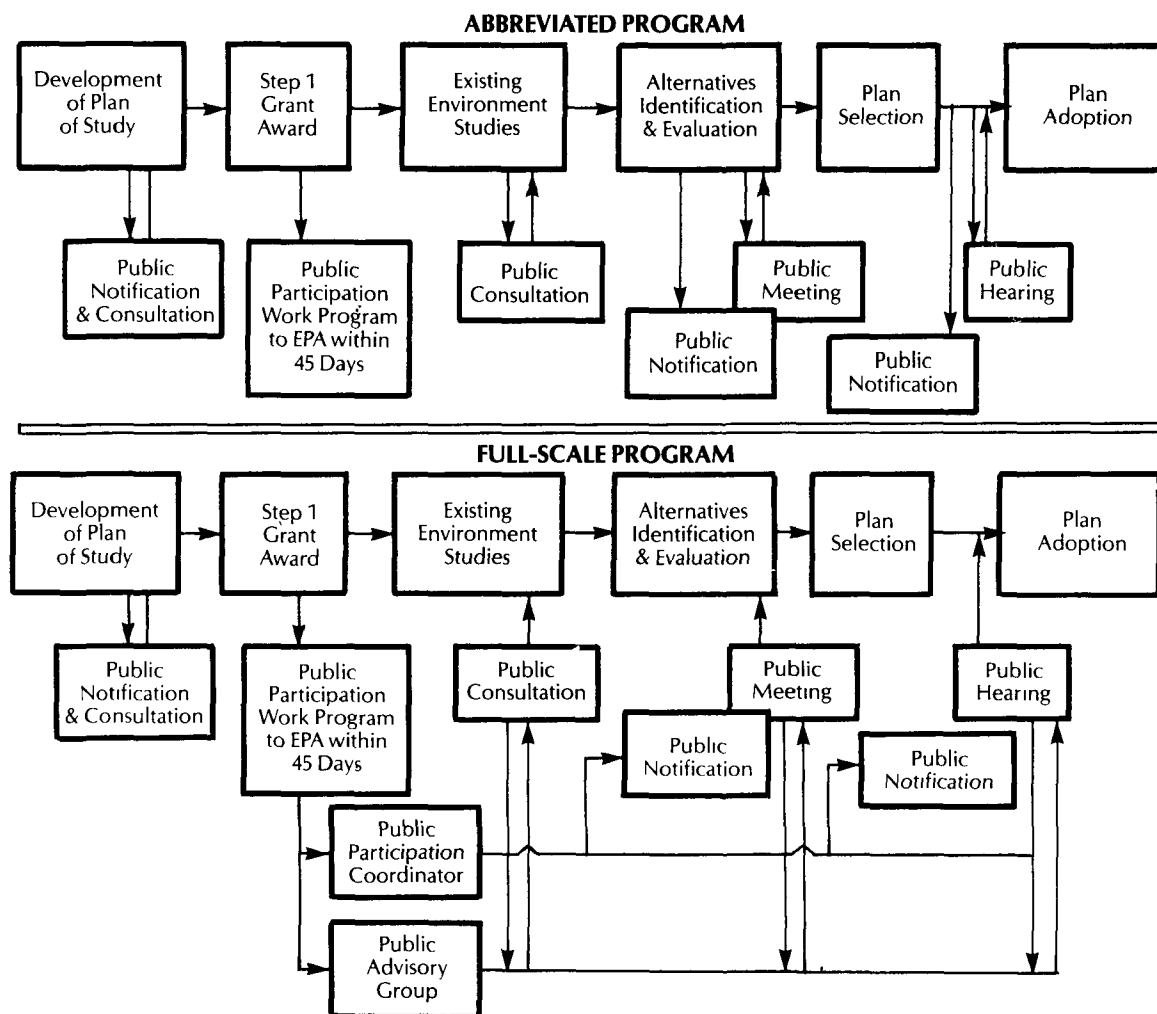 ABBREVIATED PROGRAM
Development
of Plan
of Study
Step 1
Grant
Award
Existing
Environment
Studies
Alternatives
Identification
& Evaluation
Plan
Selection
Plan
Adoption
Public
Notification
& Consultation
Public
Participation
Work Program
to EPA within
45 Days
Public
Consultation
Public
Meeting
Public
Notification
Public
Hearing
Public
Notification
FULL-SCALE PROGRAM
Development
of Plan
of Study
Step 1
Grant
Award
Existing
Environment
Studies
Alternatives
Identification
& Evaluation
Plan
Selection
Plan
Adoption
Public
Notification
& Consultation
Public
Participation
Work Program
to EPA within
45 Days
Public
Consultation
Public
Meeting
Public
Notification
Public
Hearing
Public
Notification
Public
Participation
Coordinator
Public
Advisory
Group